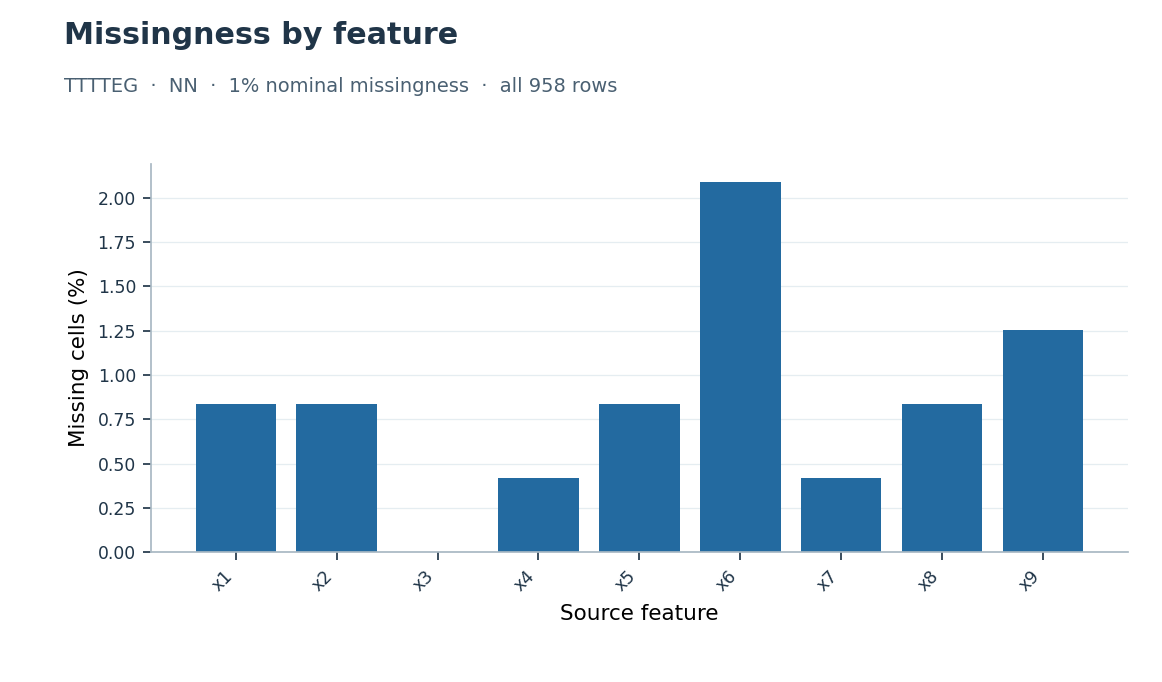 Missingness by feature
TTTTEG · NN · 1% nominal missingness · all 958 rows
2.00
1.75
1.50
1.25
1.00
0.75
0.50
0.25
0.00
Missing cells (%)
x1 x2 x3 x4 x5 x6 x7 x8 x9
Source feature